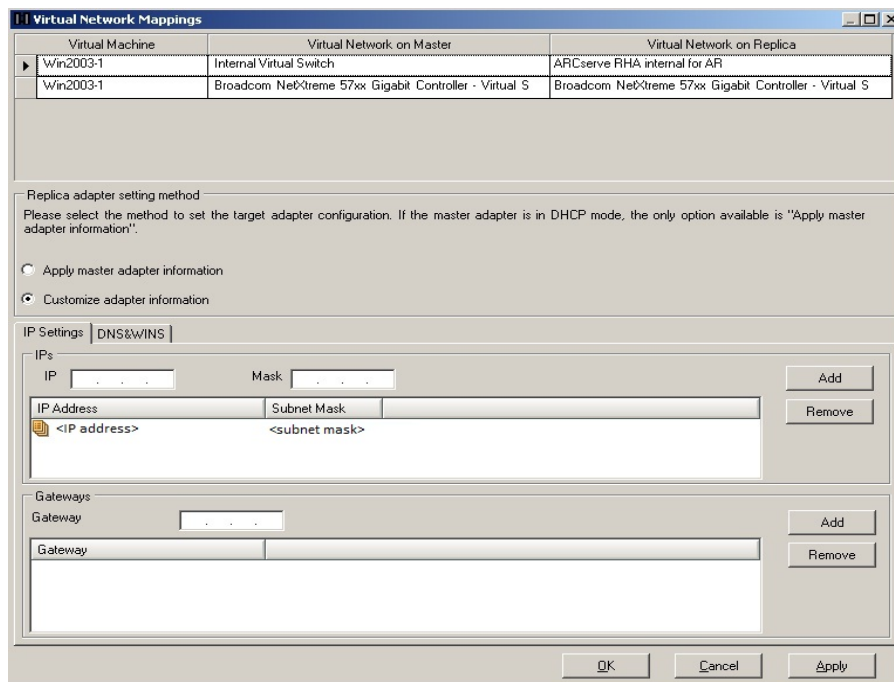 Virtual Network Mappings
Virtual Machine Virtual Network on Master Virtual Network on Replica
Win2003-1 Internal Virtual Switch ARCserve RHA internal for AR
Win2003-1 Broadcom NetXtreme 57xx Gigabit Controller - Virtual S Broadcom NetXtreme 57xx Gigabit Controller - Virtual S
Replica adapter setting method
Please select the method to set the target adapter configuration. If the master adapter is in DHCP mode, the only option available is "Apply master
adapter information".
Apply master adapter information
Customize adapter information
IP Settings DNS&WINS
IPs
IP . . . Mask . . . Add
IP Address Subnet Mask Remove
<IP address> <subnet mask>
Gateways
Gateway . . . Add
Gateway Remove
OK Cancel Apply